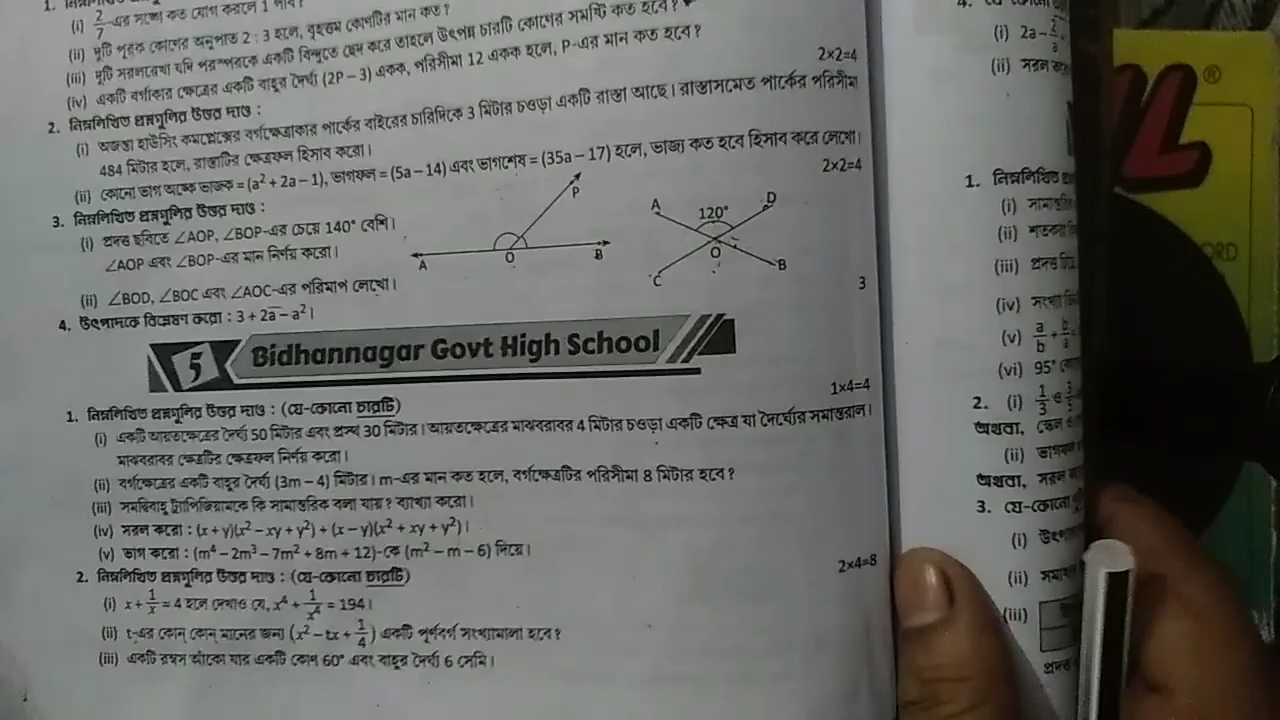 (i) 2/7-এর সঙ্গে কত যোগ করলে 1 পাব?
(ii) দুটি পূরক কোণের অনুপাত 2 : 3 হলে, বৃহত্তম কোণটির মান কত?
(iii) দুটি সরলরেখা যদি পরস্পরকে একটি বিন্দুতে ছেদ করে তাহলে উৎপন্ন চারটি কোণের সমষ্টি কত হবে?
(iv) একটি বর্গাকার ক্ষেত্রের একটি বাহুর দৈর্ঘ্য (2P – 3) একক, পরিসীমা 12 একক হলে, P-এর মান কত হবে?
2. নিম্নলিখিত প্রশ্নগুলির উত্তর দাও : 2×2=4
(i) অজন্তা হাউসিং কমপ্লেক্সের বর্গক্ষেত্রাকার পার্কের বাইরের চারিদিকে 3 মিটার চওড়া একটি রাস্তা আছে। রাস্তাসমেত পার্কের পরিসীমা
484 মিটার হলে, রাস্তাটির ক্ষেত্রফল হিসাব করো।
(ii) কোনো ভাগ অঙ্কে ভাজক = (a² + 2a – 1), ভাগফল = (5a – 14) এবং ভাগশেষ = (35a – 17) হলে, ভাজ্য কত হবে হিসাব করে লেখো।
3. নিম্নলিখিত প্রশ্নগুলির উত্তর দাও : 2×2=4
(i) প্রদত্ত ছবিতে ∠AOP, ∠BOP-এর চেয়ে 140° বেশি।
∠AOP এবং ∠BOP-এর মান নির্ণয় করো।
A O B P
A 120° D O C B
(ii) ∠BOD, ∠BOC এবং ∠AOC-এর পরিমাপ লেখো।
4. উৎপাদকে বিশ্লেষণ করো : 3 + 2a – a²। 3
5 Bidhannagar Govt High School
1. নিম্নলিখিত প্রশ্নগুলির উত্তর দাও : (যে-কোনো চারটি) 1×4=4
(i) একটি আয়তক্ষেত্রের দৈর্ঘ্য 50 মিটার এবং প্রস্থ 30 মিটার। আয়তক্ষেত্রের মাঝবরাবর 4 মিটার চওড়া একটি ক্ষেত্র যা দৈর্ঘ্যের সমান্তরাল।
মাঝবরাবর ক্ষেত্রটির ক্ষেত্রফল নির্ণয় করো।
(ii) বর্গক্ষেত্রের একটি বাহুর দৈর্ঘ্য (3m – 4) মিটার। m-এর মান কত হলে, বর্গক্ষেত্রটির পরিসীমা 8 মিটার হবে?
(iii) সমদ্বিবাহু ট্রাপিজিয়ামকে কি সামান্তরিক বলা যায়? ব্যাখ্যা করো।
(iv) সরল করো : (x + y)(x² – xy + y²) + (x – y)(x² + xy + y²)।
(v) ভাগ করো : (m⁴ – 2m³ – 7m² + 8m + 12)-কে (m² – m – 6) দিয়ে।
2. নিম্নলিখিত প্রশ্নগুলির উত্তর দাও : (যে-কোনো চারটি) 2×4=8
(i) x + 1/x = 4 হলে দেখাও যে, x⁴ + 1/x⁴ = 194।
(ii) t-এর কোন্ কোন্ মানের জন্য (x² – tx + 1/4) একটি পূর্ণবর্গ সংখ্যামালা হবে?
(iii) একটি রম্বস আঁকো যার একটি কোণ 60° এবং বাহুর দৈর্ঘ্য 6 সেমি।
(i) 2a –
(ii) সরল
®
1. নিম্নলিখিত
(i) সামান্তরিক
(ii) শতকরা
(iii) প্রদত্ত
(iv) সংখ্যা
(v) a/b +
(vi) 95°
2. (i) 1/3 ও
অথবা,
(ii) ভাগফল
অথবা, সরল
3. যে-কোনো
(i)
(ii)
(iii)
প্রদত্ত